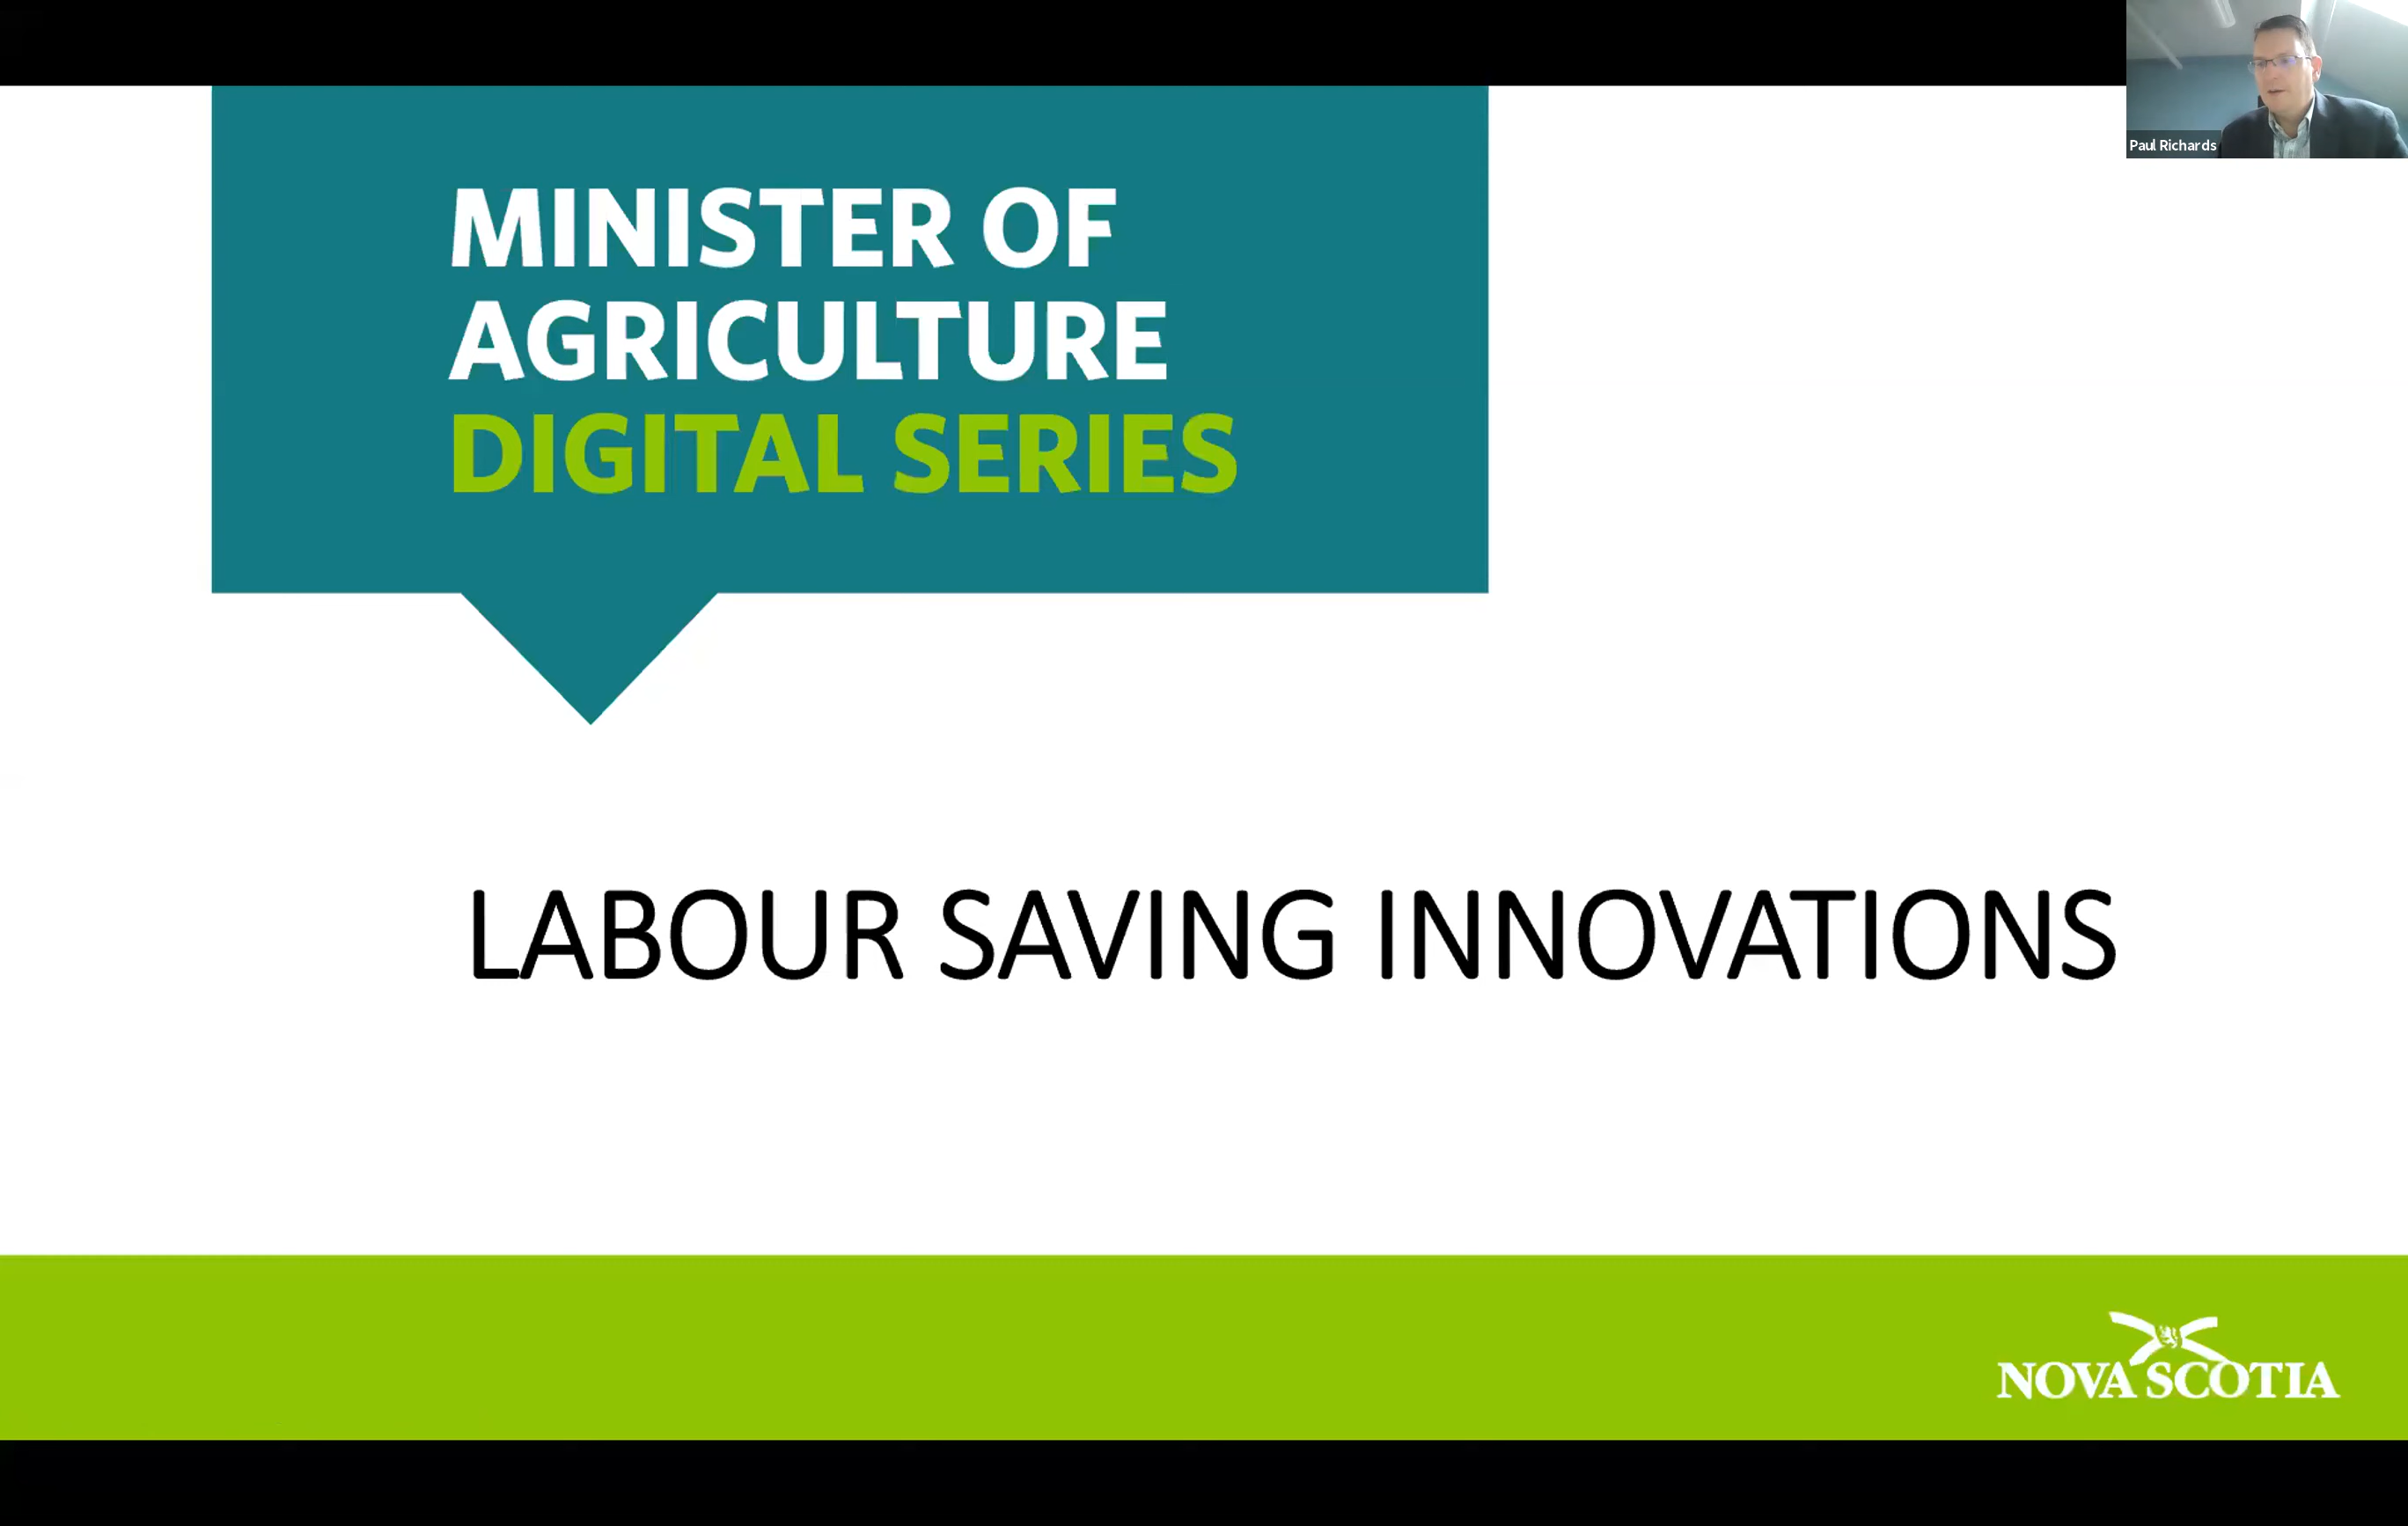 Paul Richards
MINISTER OF
AGRICULTURE
DIGITAL SERIES
LABOUR SAVING INNOVATIONS
NOVA SCOTIA